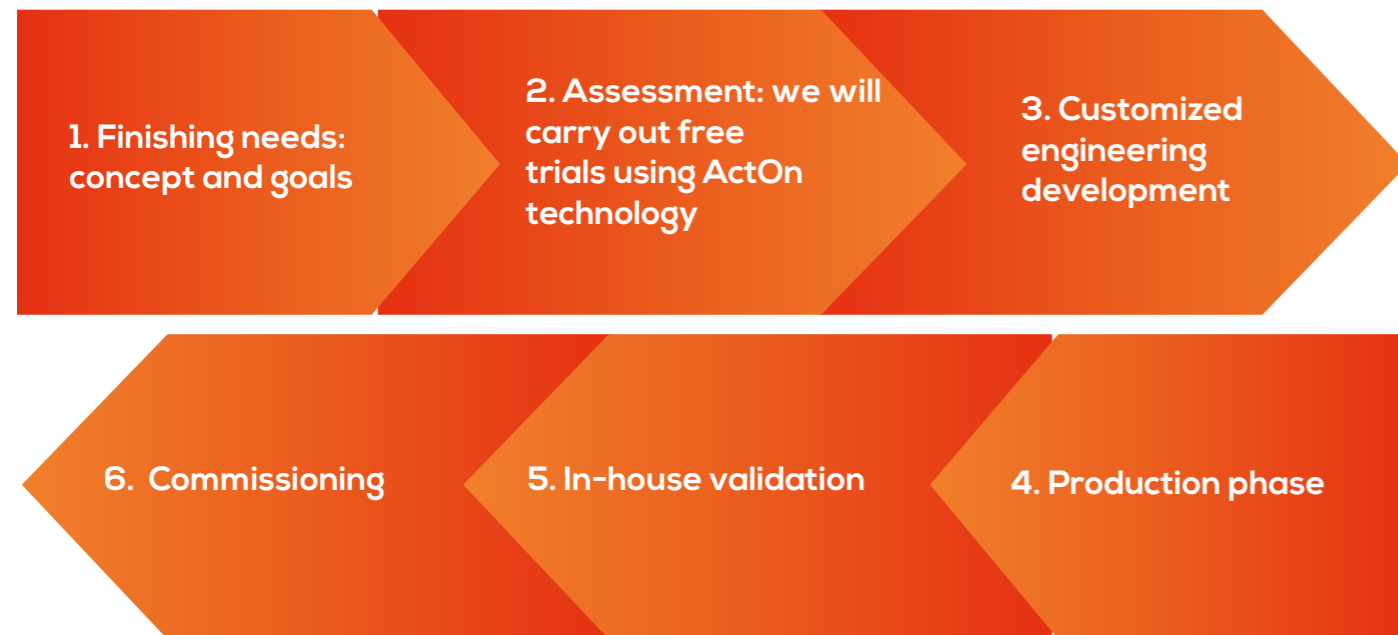 1. Finishing needs:
concept and goals
2. Assessment: we will
carry out free
trials using ActOn
technology
3. Customized
engineering
development
4. Production phase
5. In-house validation
6. Commissioning